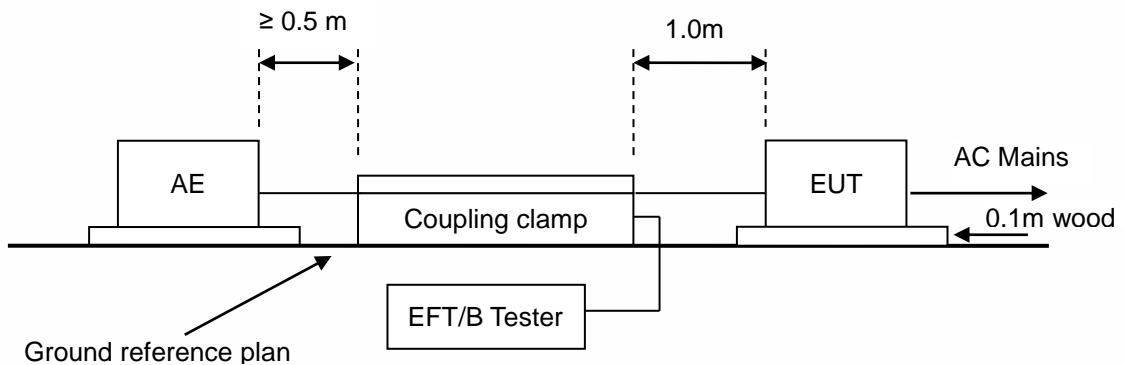 ≥ 0.5 m
1.0m
AE
EUT
AC Mains
Coupling clamp
0.1m wood
EFT/B Tester
Ground reference plan